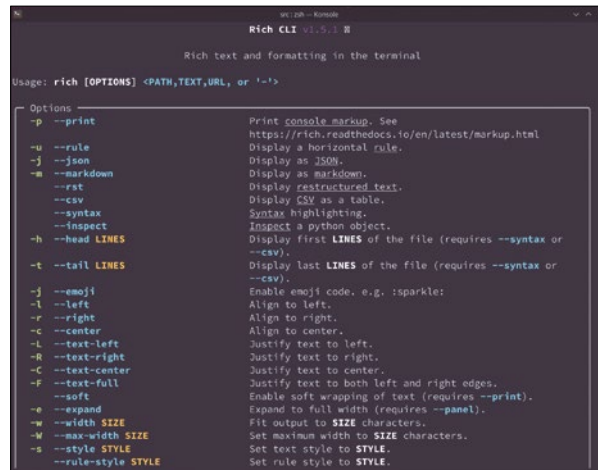 src : zsh — Konsole
Rich CLI v1.5.1
Rich text and formatting in the terminal
Usage: rich [OPTIONS] <PATH,TEXT,URL, or '-'>
Options
-p --print Print console markup. See
https://rich.readthedocs.io/en/latest/markup.html
-u --rule Display a horizontal rule.
-j --json Display as JSON.
-m --markdown Display as markdown.
--rst Display restructured text.
--csv Display CSV as a table.
--syntax Syntax highlighting.
--inspect Inspect a python object.
-h --head LINES Display first LINES of the file (requires --syntax or
--csv).
-t --tail LINES Display last LINES of the file (requires --syntax or
--csv).
-j --emoji Enable emoji code. e.g. :sparkle:
-l --left Align to left.
-r --right Align to right.
-c --center Align to center.
-L --text-left Justify text to left.
-R --text-right Justify text to right.
-C --text-center Justify text to center.
-F --text-full Justify text to both left and right edges.
--soft Enable soft wrapping of text (requires --print).
-e --expand Expand to full width (requires --panel).
-w --width SIZE Fit output to SIZE characters.
-W --max-width SIZE Set maximum width to SIZE characters.
-s --style STYLE Set text style to STYLE.
--rule-style STYLE Set rule style to STYLE.